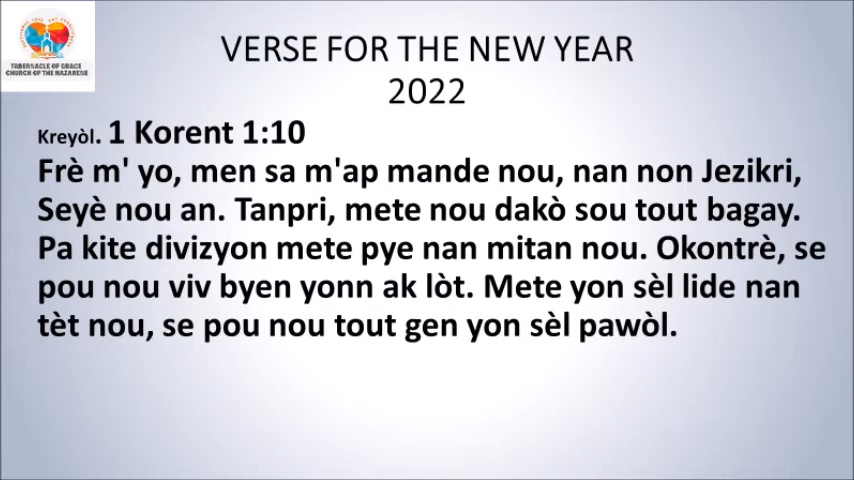 TABERNACLE OF GRACE
CHURCH OF THE NAZARENE
VERSE FOR THE NEW YEAR
2022
Kreyòl. 1 Korent 1:10
Frè m' yo, men sa m'ap mande nou, nan non Jezikri,
Seyè nou an. Tanpri, mete nou dakò sou tout bagay.
Pa kite divizyon mete pye nan mitan nou. Okontrè, se
pou nou viv byen yonn ak lòt. Mete yon sèl lide nan
tèt nou, se pou nou tout gen yon sèl pawòl.